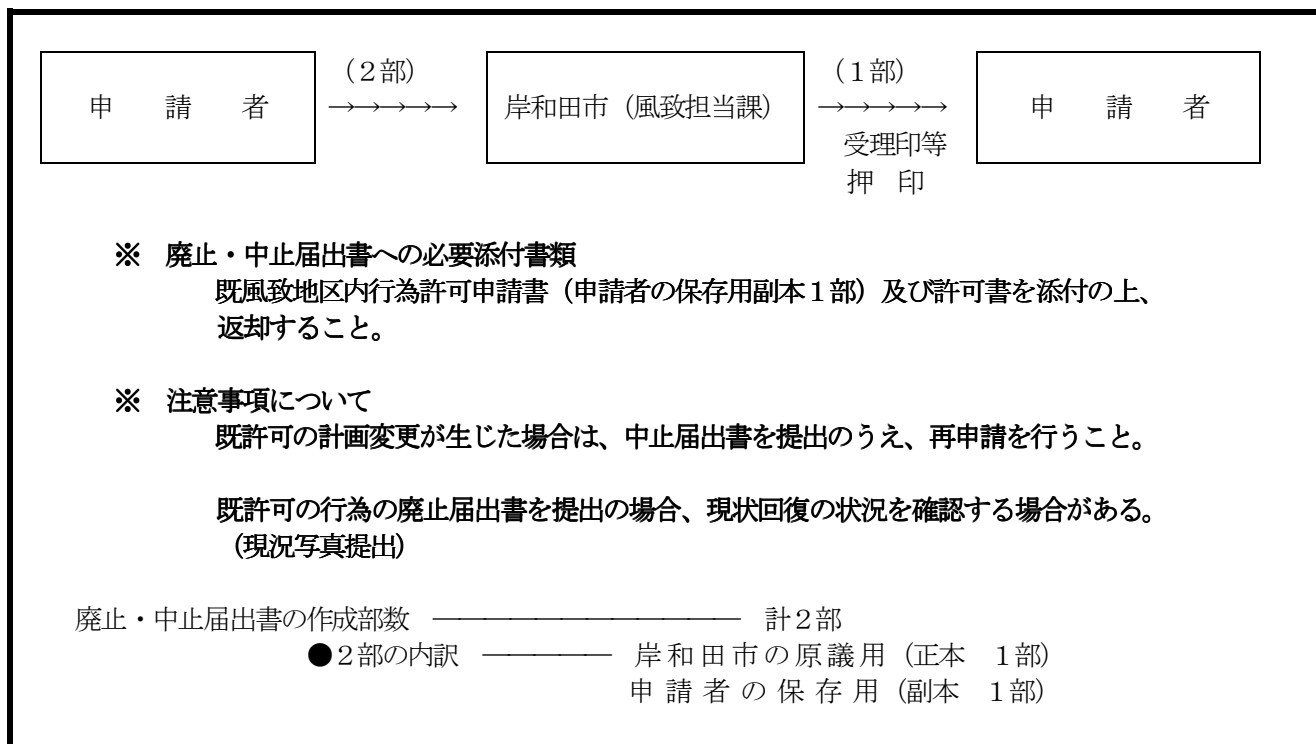 （２部） （１部）
申　請　者 →→→→→ 岸和田市（風致担当課） →→→→→ 申　請　者
受理印等
押　印
※　廃止・中止届出書への必要添付書類
既風致地区内行為許可申請書（申請者の保存用副本１部）及び許可書を添付の上、
返却すること。
※　注意事項について
既許可の計画変更が生じた場合は、中止届出書を提出のうえ、再申請を行うこと。
既許可の行為の廃止届出書を提出の場合、現状回復の状況を確認する場合がある。
（現況写真提出）
廃止・中止届出書の作成部数 ―――――――――――― 計２部
●２部の内訳 ――――― 岸和田市の原議用（正本　１部）
申請者の保存用（副本　１部）